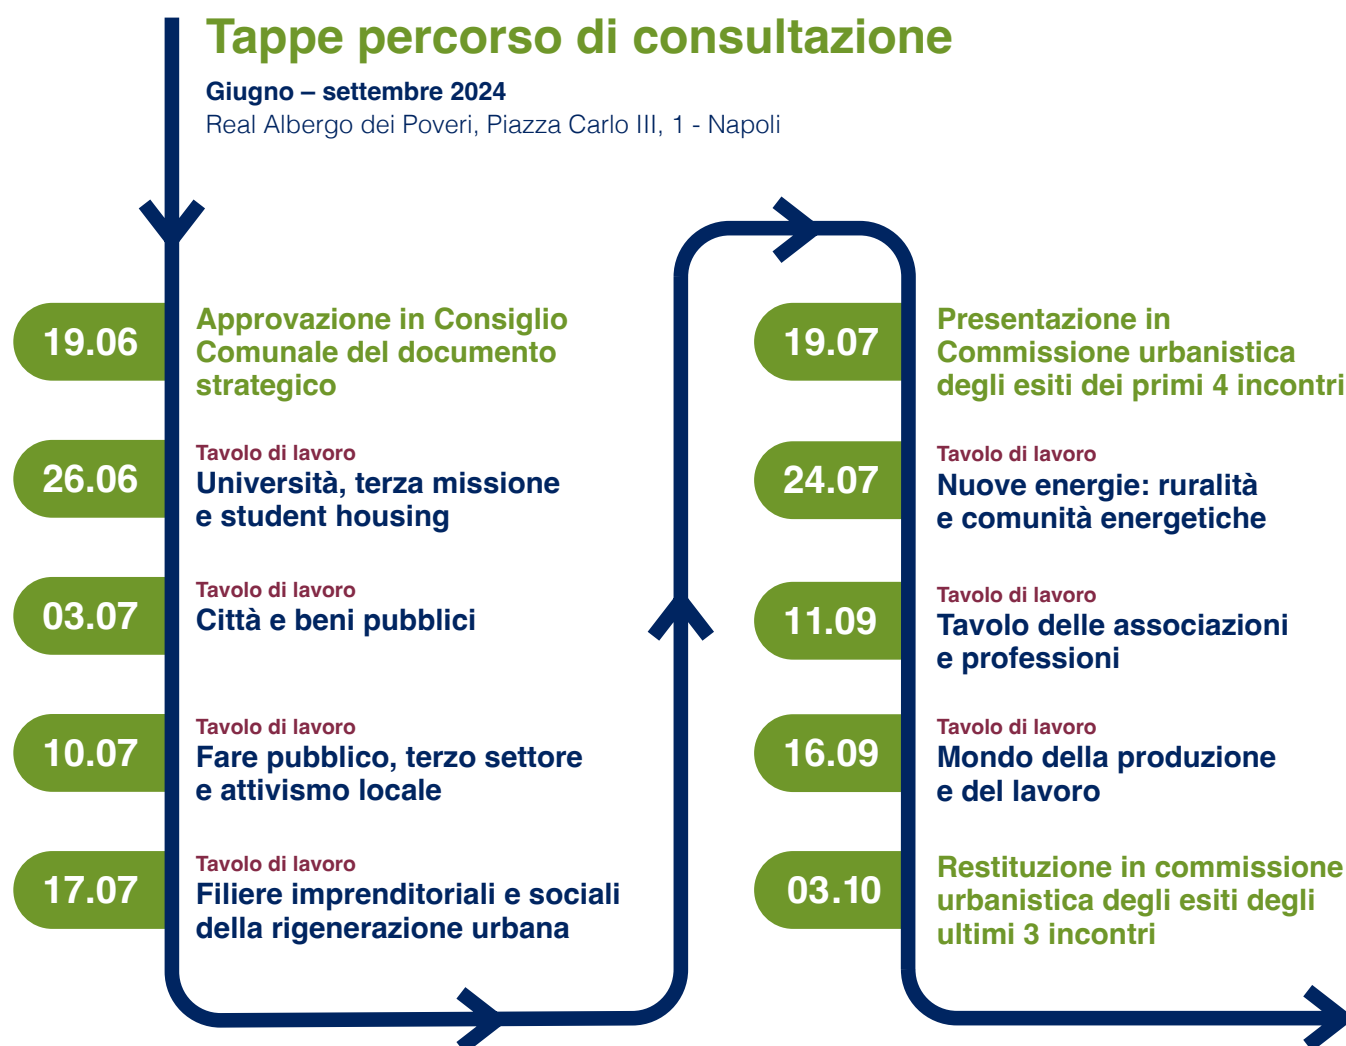 Tappe percorso di consultazione
Giugno – settembre 2024
Real Albergo dei Poveri, Piazza Carlo III, 1 - Napoli
19.06
Approvazione in Consiglio
Comunale del documento
strategico
26.06
Tavolo di lavoro
Università, terza missione
e student housing
03.07
Tavolo di lavoro
Città e beni pubblici
10.07
Tavolo di lavoro
Fare pubblico, terzo settore
e attivismo locale
17.07
Tavolo di lavoro
Filiere imprenditoriali e sociali
della rigenerazione urbana
19.07
Presentazione in
Commissione urbanistica
degli esiti dei primi 4 incontri
24.07
Tavolo di lavoro
Nuove energie: ruralità
e comunità energetiche
11.09
Tavolo di lavoro
Tavolo delle associazioni
e professioni
16.09
Tavolo di lavoro
Mondo della produzione
e del lavoro
03.10
Restituzione in commissione
urbanistica degli esiti degli
ultimi 3 incontri